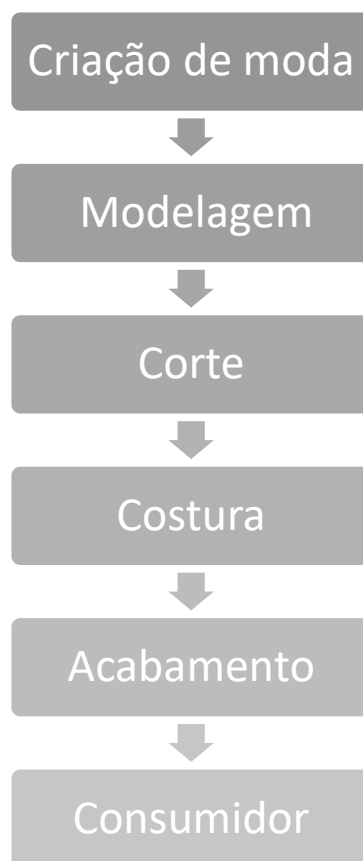 Criação de moda
Modelagem
Corte
Costura
Acabamento
Consumidor